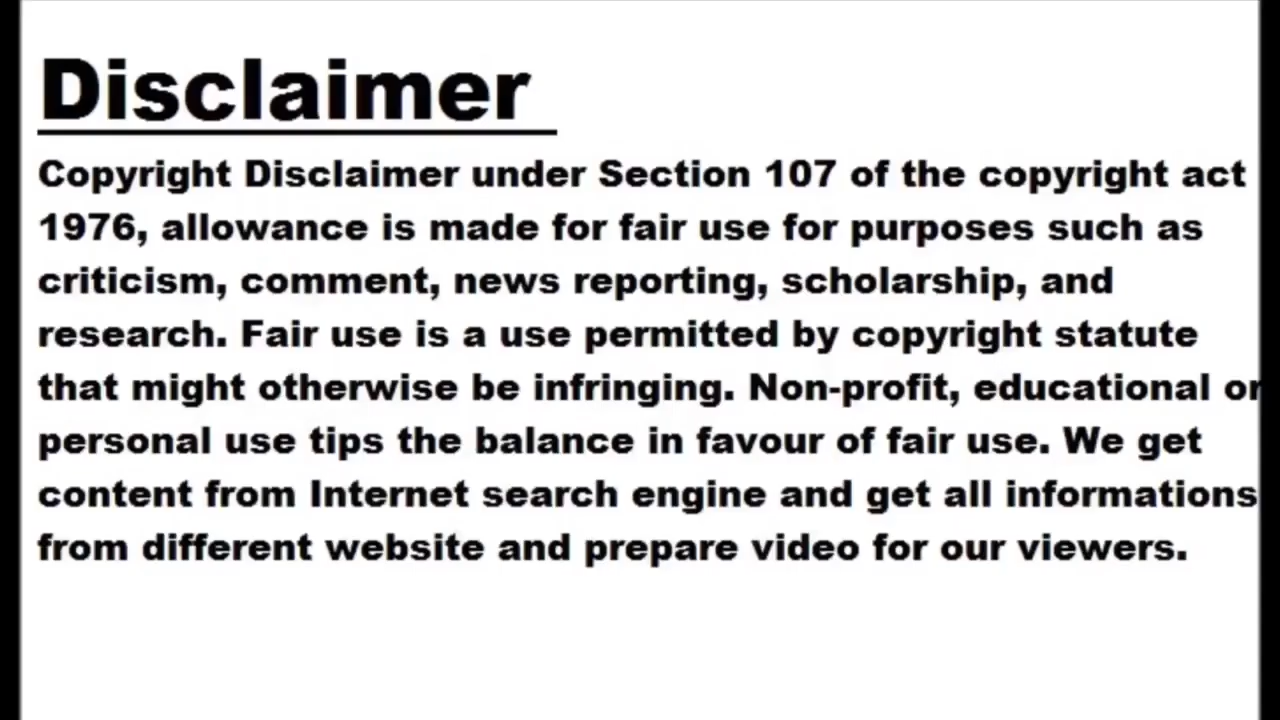 Disclaimer
Copyright Disclaimer under Section 107 of the copyright act
1976, allowance is made for fair use for purposes such as
criticism, comment, news reporting, scholarship, and
research. Fair use is a use permitted by copyright statute
that might otherwise be infringing. Non-profit, educational or
personal use tips the balance in favour of fair use. We get
content from Internet search engine and get all informations
from different website and prepare video for our viewers.